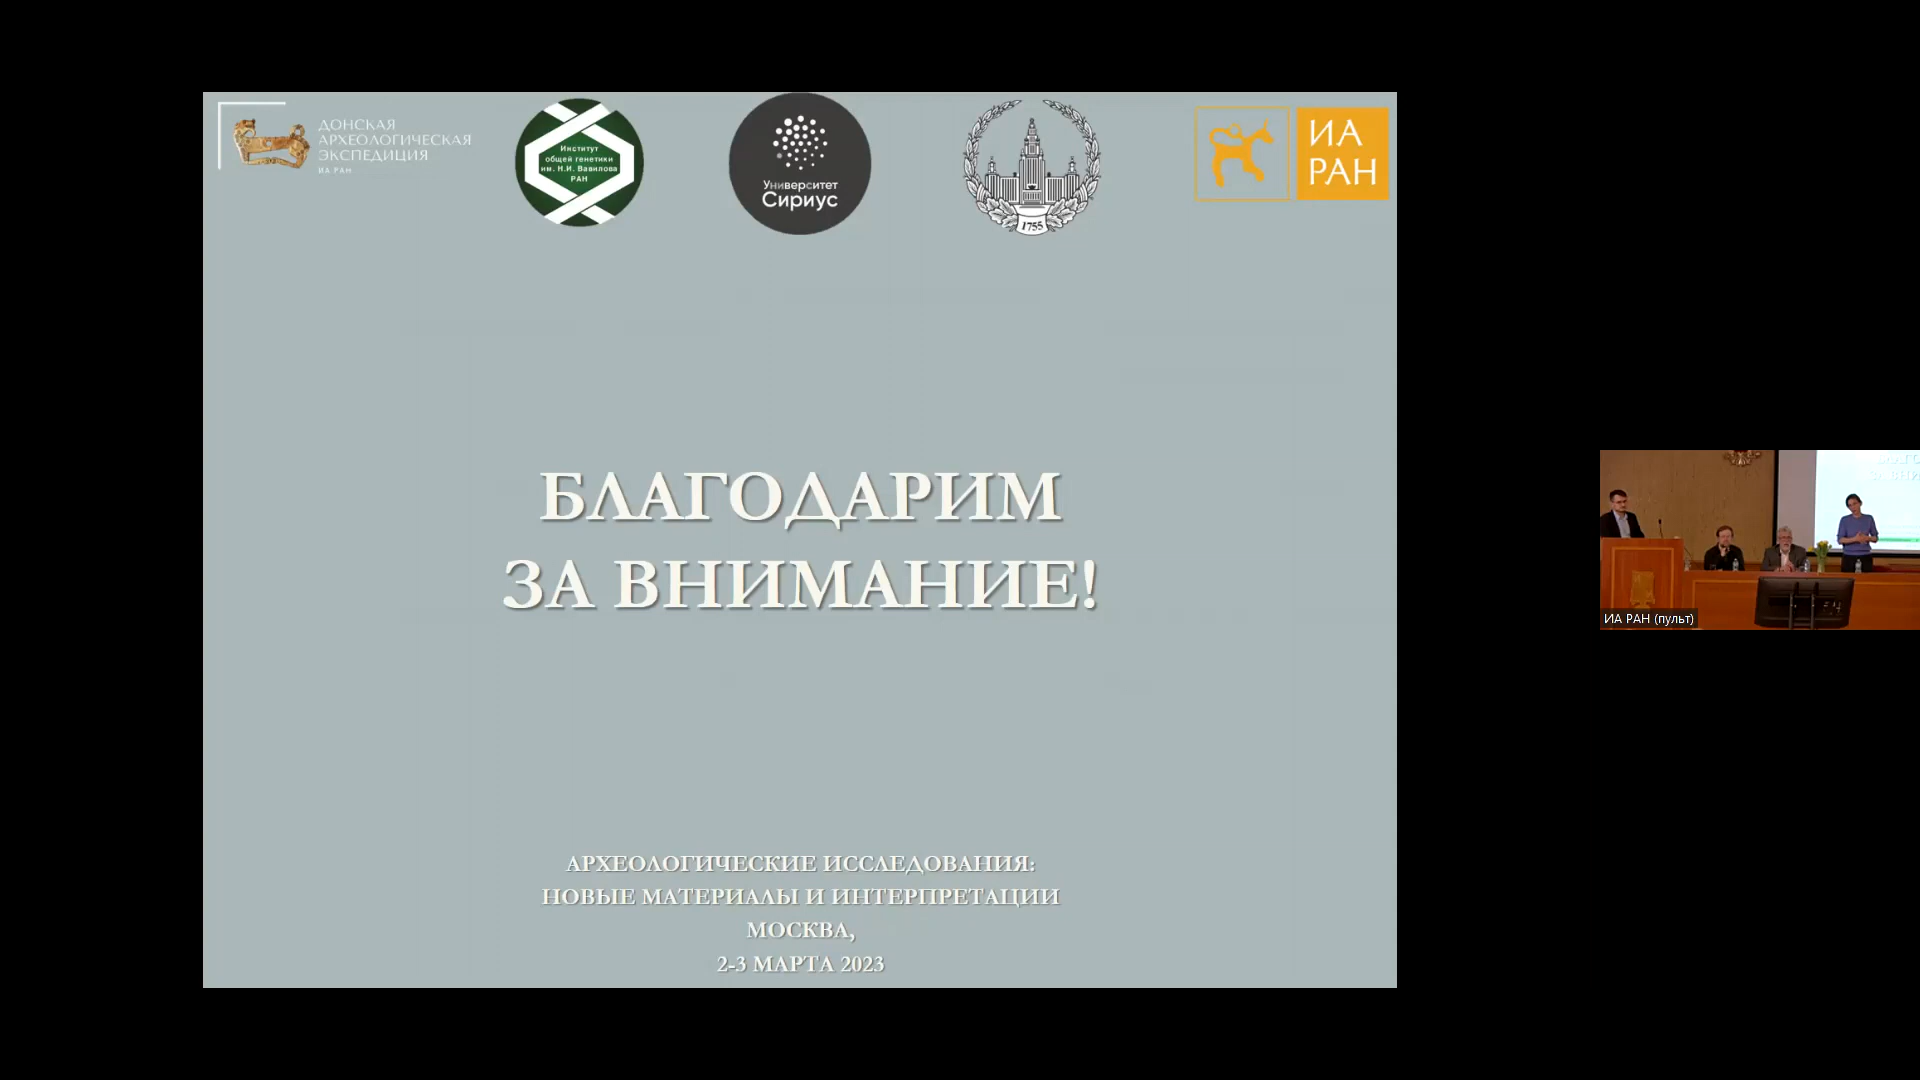 ДОНСКАЯ
АРХЕОЛОГИЧЕСКАЯ
ЭКСПЕДИЦИЯ
ИА РАН
Институт
общей генетики
им. Н.И. Вавилова
РАН
Университет
Сириус
1755
ИА
РАН
БЛАГОДАРИМ
ЗА ВНИМАНИЕ!
АРХЕОЛОГИЧЕСКИЕ ИССЛЕДОВАНИЯ:
НОВЫЕ МАТЕРИАЛЫ И ИНТЕРПРЕТАЦИИ
МОСКВА,
2-3 МАРТА 2023
ИА РАН (пульт)